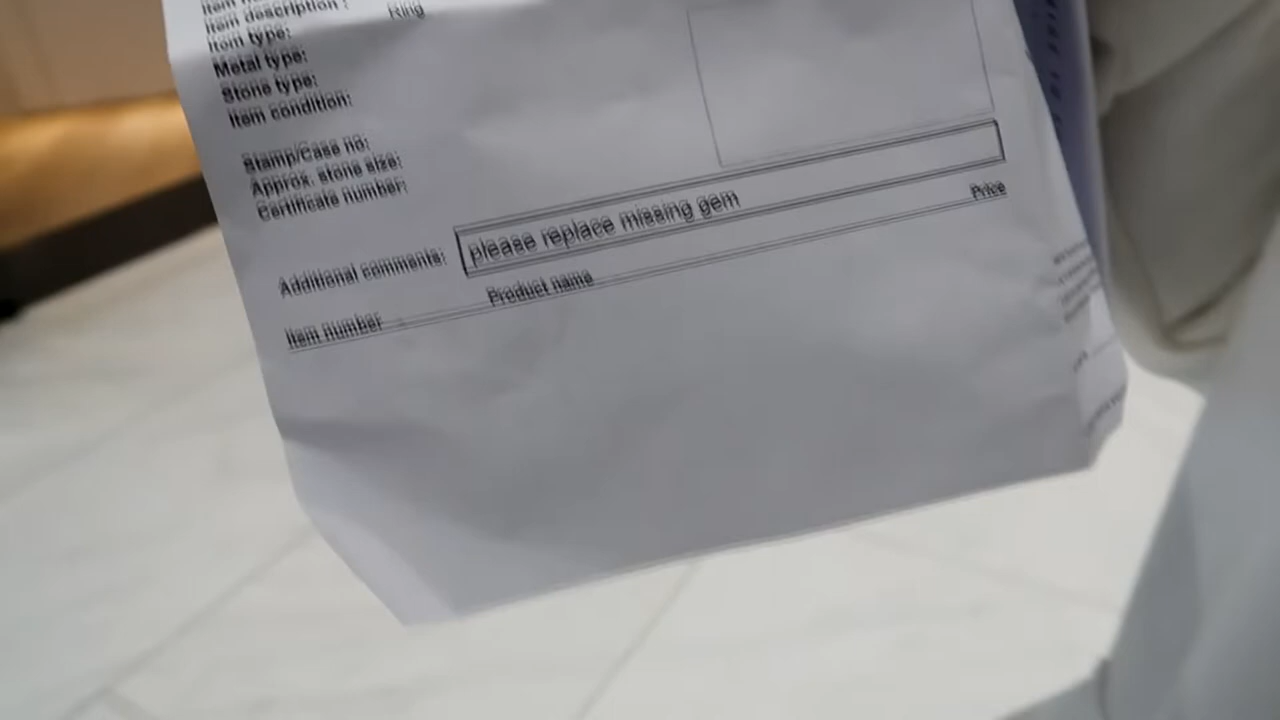 Item description :
Ring
Item type:
Metal type:
Stone type:
Item condition:
Stamp/Case no:
Approx. stone size:
Certificate number:
Additional comments:
please replace missing gem
Item number
Product name
Price